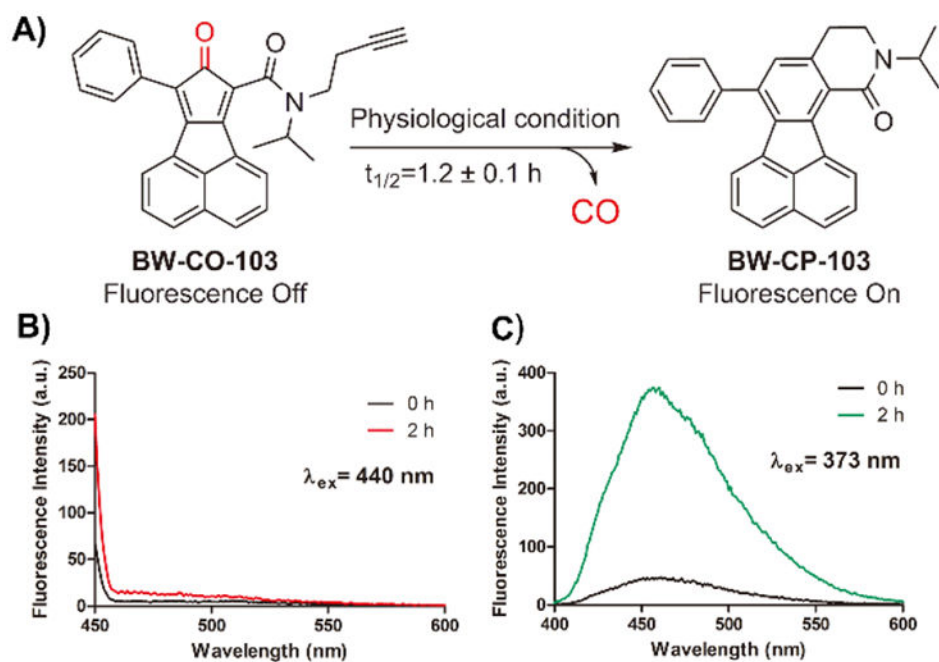 A)
O
O
N
Physiological condition
t1/2=1.2 ± 0.1 h
CO
N
O
BW-CO-103
Fluorescence Off
BW-CP-103
Fluorescence On
B)
Fluorescence Intensity (a.u.)
250
200
150
100
50
0
450
500
550
600
Wavelength (nm)
0 h
2 h
λex= 440 nm
C)
Fluorescence Intensity (a.u.)
400
300
200
100
0
400
450
500
550
600
Wavelength (nm)
0 h
2 h
λex= 373 nm